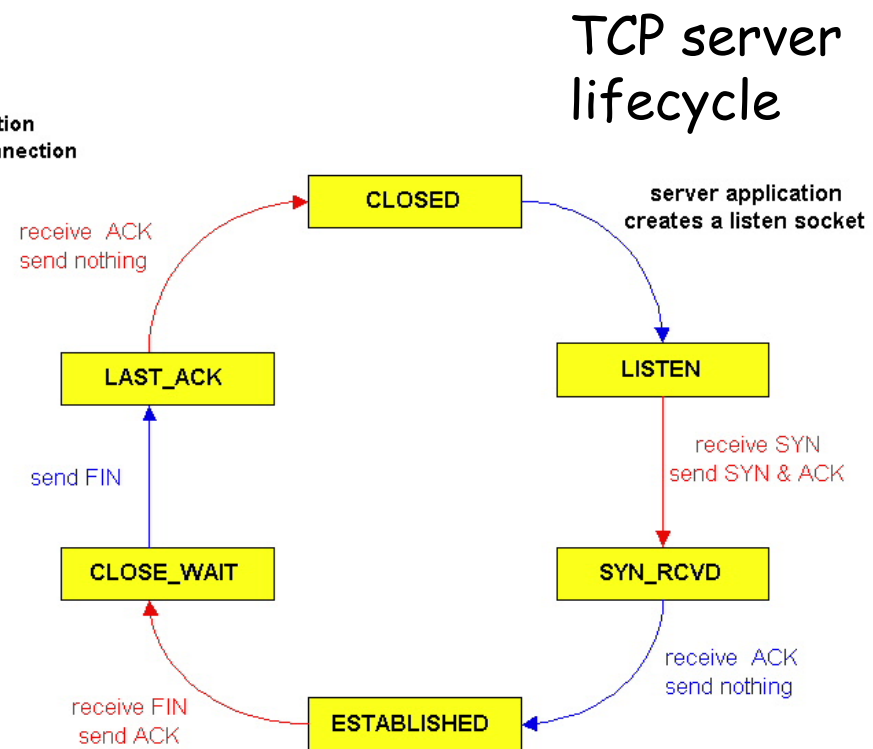 TCP server
lifecycle
tion
nnection
CLOSED
server application
creates a listen socket
receive ACK
send nothing
LAST_ACK
LISTEN
receive SYN
send SYN & ACK
send FIN
CLOSE_WAIT
SYN_RCVD
receive ACK
send nothing
receive FIN
send ACK
ESTABLISHED